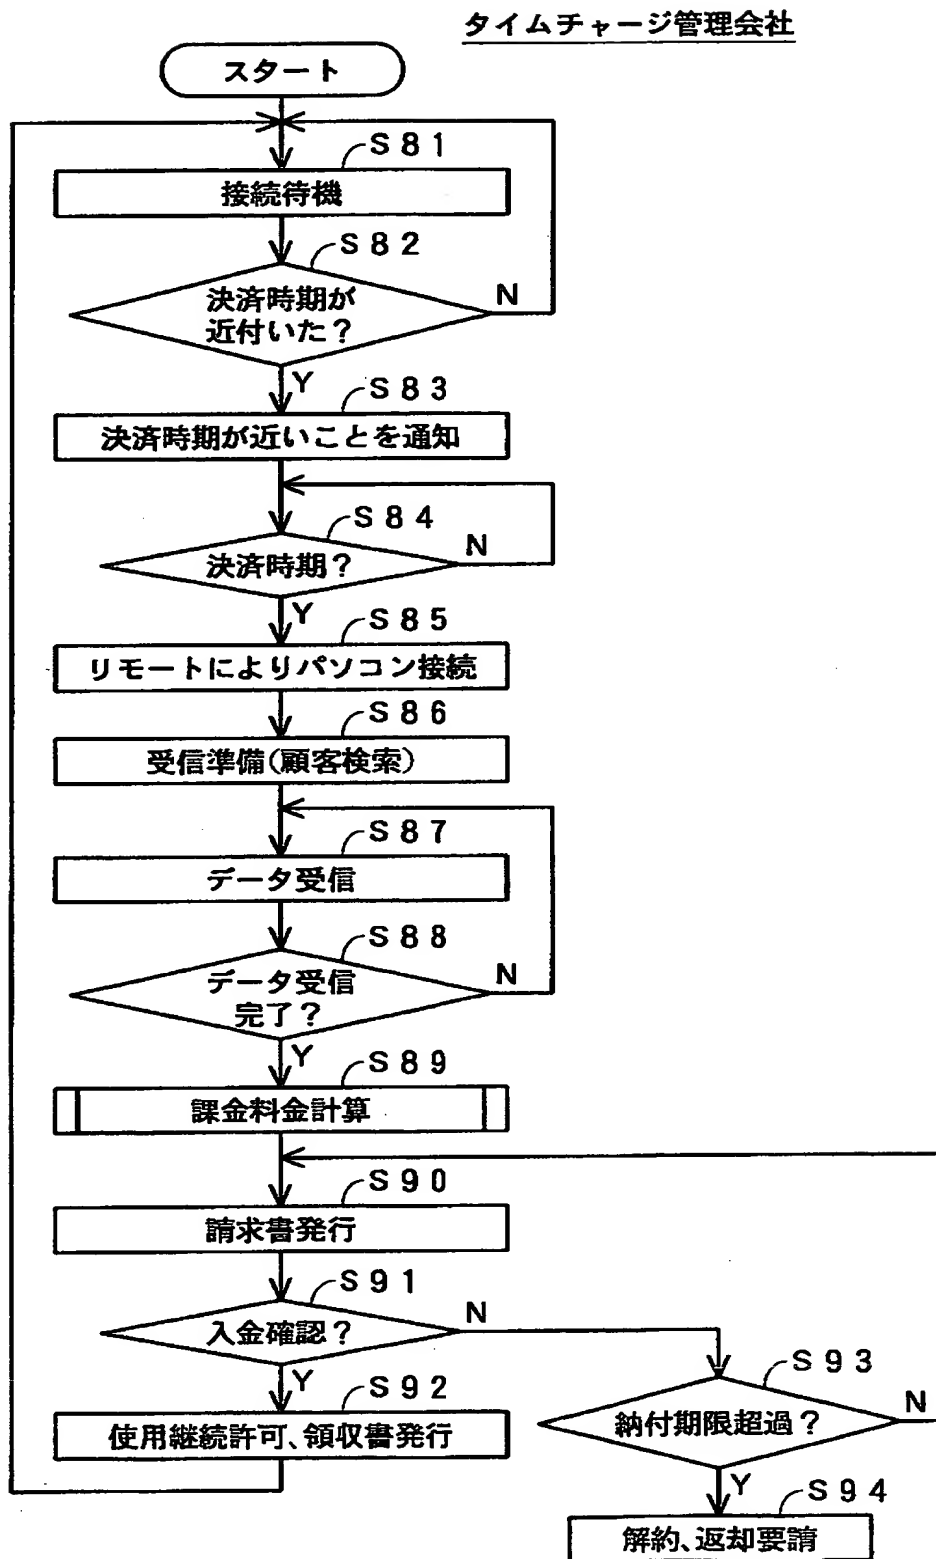 タイムチャージ管理会社
スタート
S81
接続待機
S82
決済時期が
近付いた?
N
Y
S83
決済時期が近いことを通知
S84
決済時期?
N
Y
S85
リモートによりパソコン接続
S86
受信準備(顧客検索)
S87
データ受信
S88
データ受信
完了?
N
Y
S89
課金料金計算
S90
請求書発行
S91
入金確認?
N
Y
S92
使用継続許可、領収書発行
S93
納付期限超過?
N
Y
S94
解約、返却要請